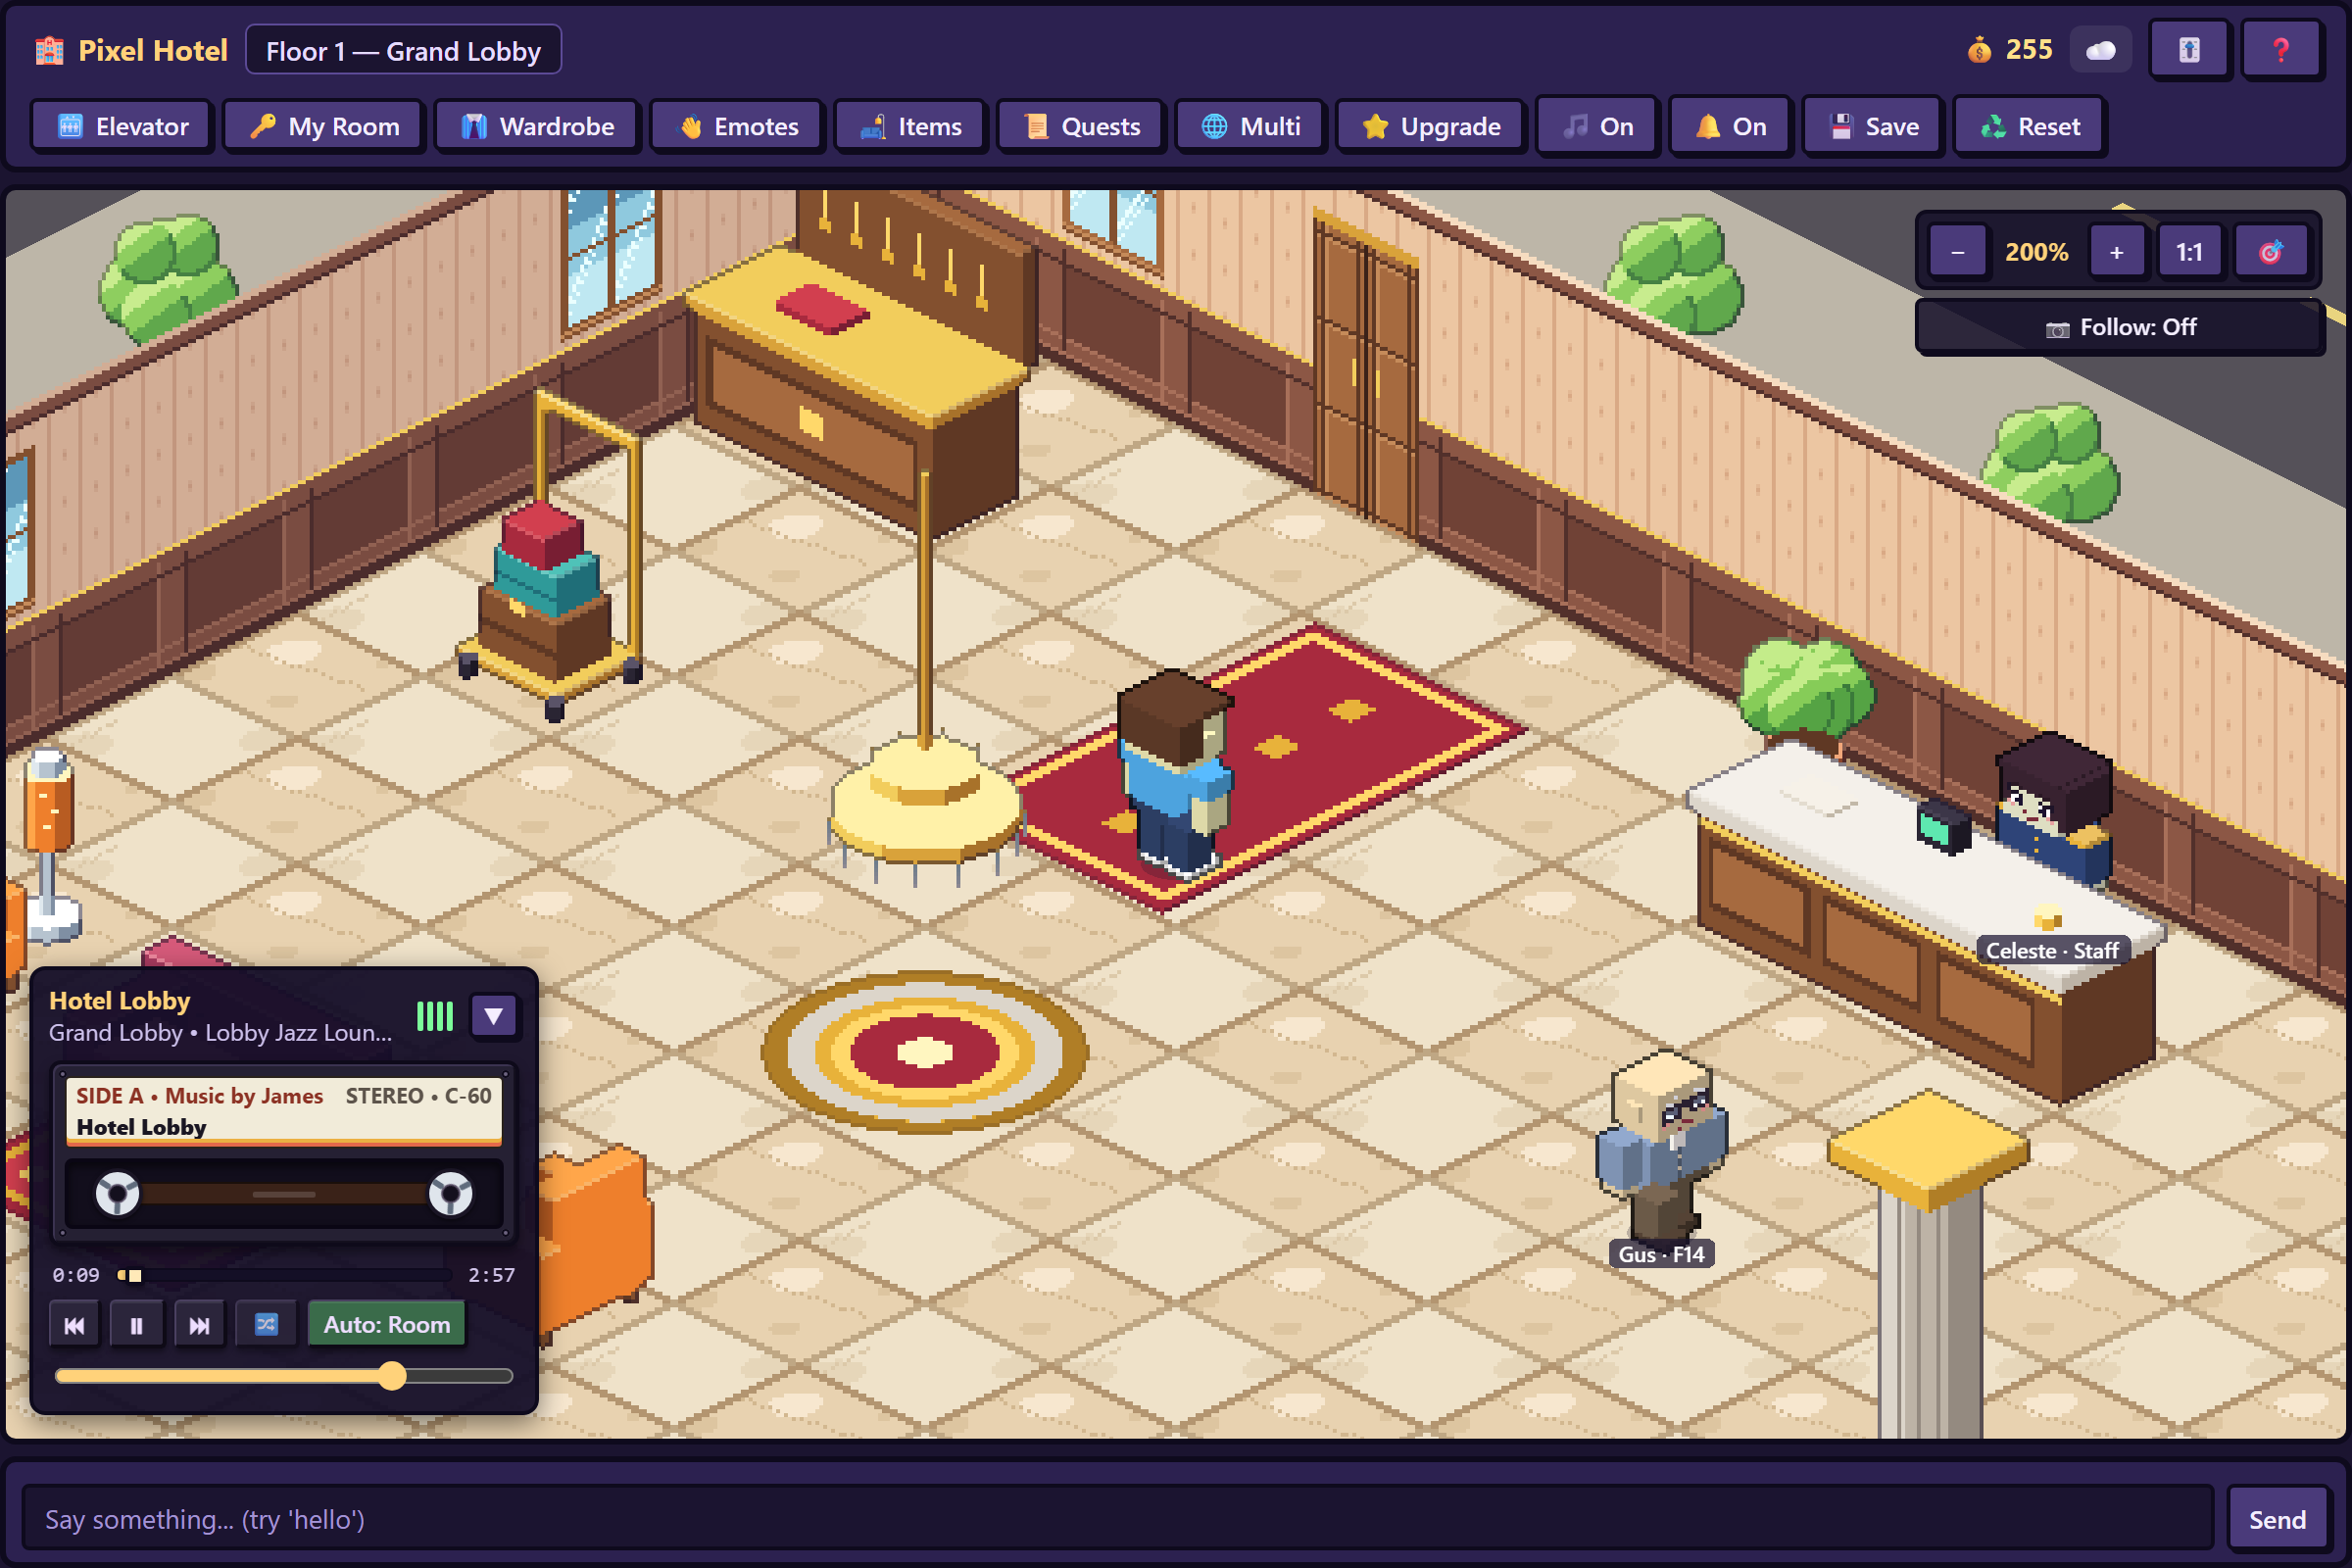 Pixel Hotel
Floor 1 — Grand Lobby
255
Elevator
My Room
Wardrobe
Emotes
Items
Quests
Multi
Upgrade
On
On
Save
Reset
− 200% + 1:1
Follow: Off
Celeste · Staff
Hotel Lobby
Grand Lobby • Lobby Jazz Loun...
SIDE A • Music by James STEREO • C-60
Hotel Lobby
0:09 2:57
Auto: Room
Gus · F14
Say something... (try 'hello')
Send